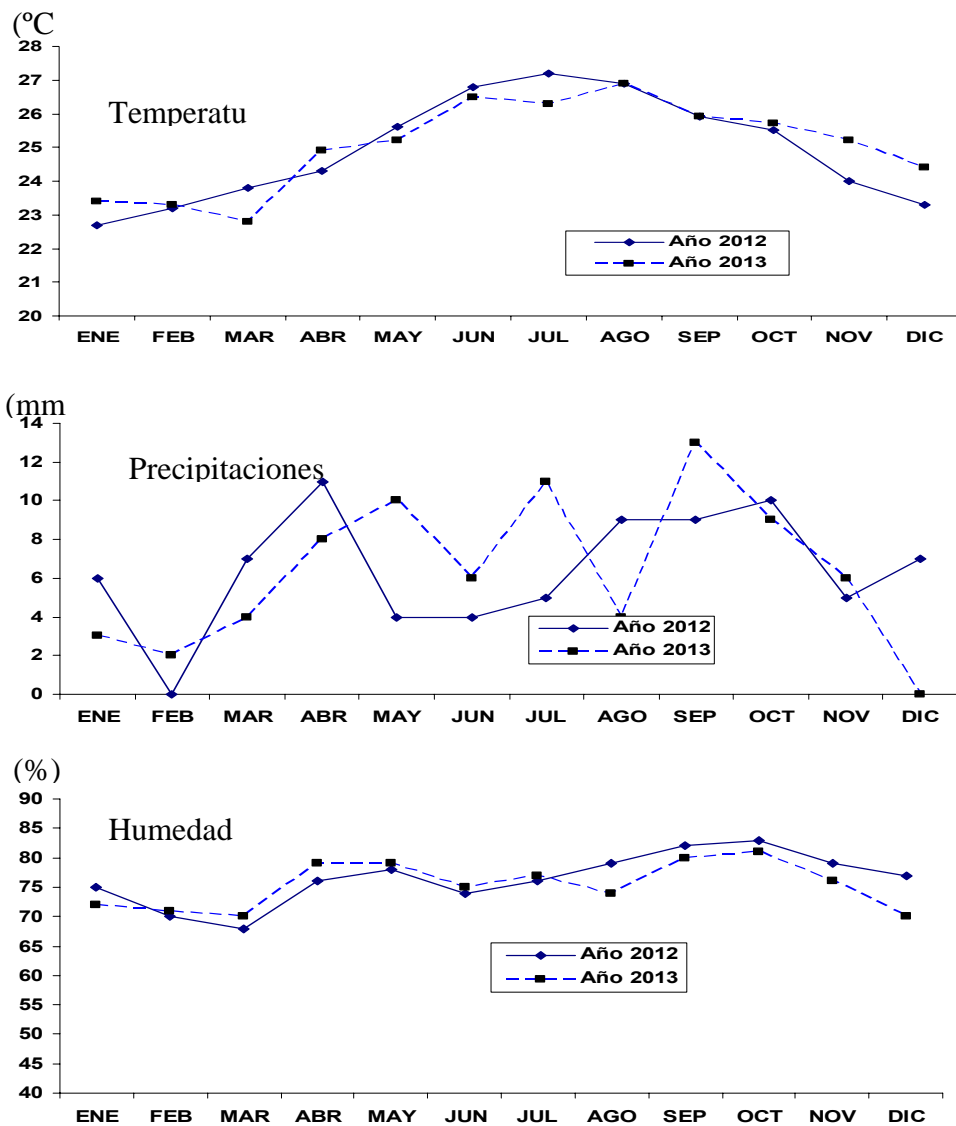 (ºC
28
27
26
25
24
23
22
21
20
Temperatu
Año 2012
Año 2013
ENE FEB MAR ABR MAY JUN JUL AGO SEP OCT NOV DIC
(mm
14
12
10
8
6
4
2
0
Precipitaciones
Año 2012
Año 2013
ENE FEB MAR ABR MAY JUN JUL AGO SEP OCT NOV DIC
(%)
90
85
80
75
70
65
60
55
50
45
40
Humedad
Año 2012
Año 2013
ENE FEB MAR ABR MAY JUN JUL AGO SEP OCT NOV DIC